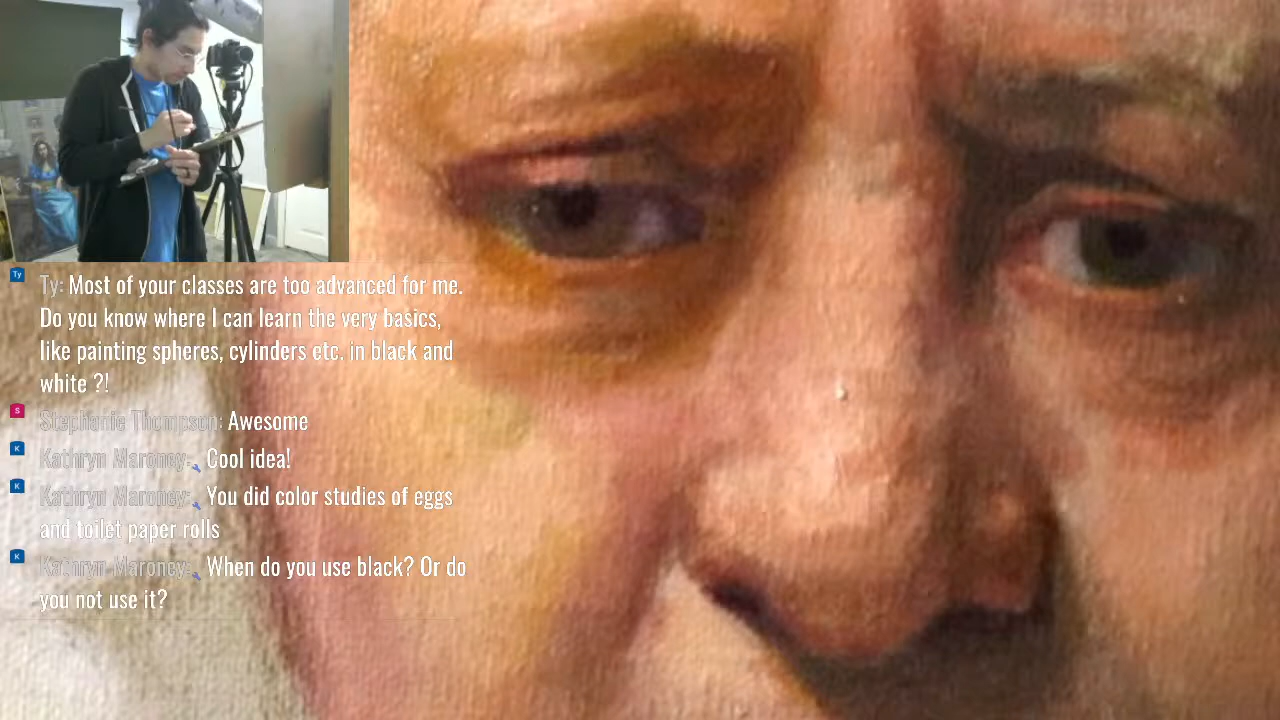 Ty
Ty: Most of your classes are too advanced for me.
Do you know where I can learn the very basics,
like painting spheres, cylinders etc. in black and
white ?!
S
Stephanie Thompson: Awesome
K
Kathryn Maroney: Cool idea!
K
Kathryn Maroney: You did color studies of eggs
and toilet paper rolls
K
Kathryn Maroney: When do you use black? Or do
you not use it?